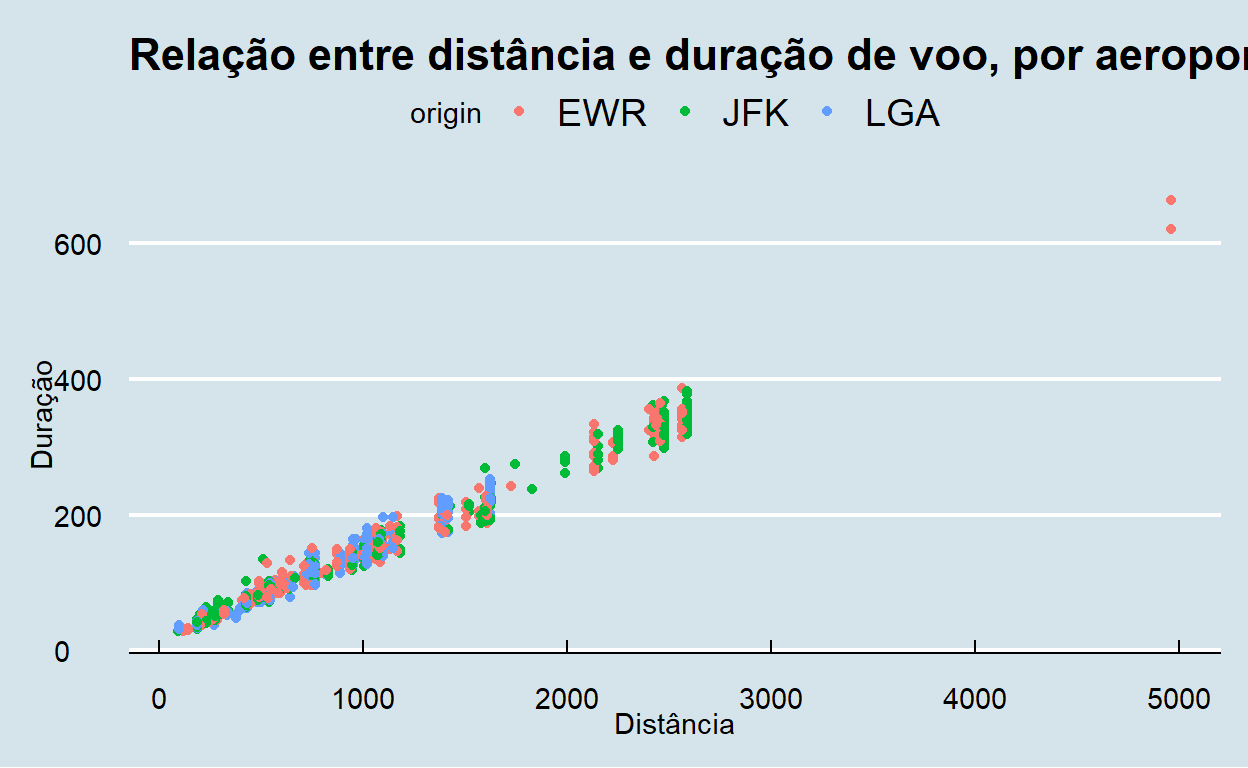 Relação entre distância e duração de voo, por aeropor
origin EWR JFK LGA
600
400
200
0
Duração
0 1000 2000 3000 4000 5000
Distância